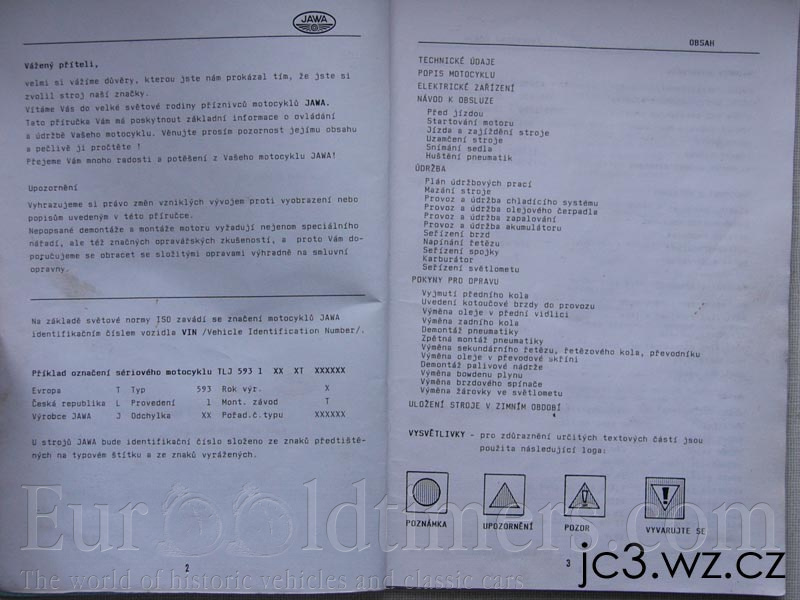 JAWA
Vážený příteli,
velmi si vážíme důvěry, kterou jste nám prokázal tím, že jste si
zvolil stroj naší značky.
Vítáme Vás do velké světové rodiny příznivců motocyklů JAWA.
Tato příručka Vám má poskytnout základní informace o ovládání
a údržbě Vašeho motocyklu. Věnujte prosím pozornost jejímu obsahu
a pečlivě ji pročtěte !
Přejeme Vám mnoho radosti a potěšení z Vašeho motocyklu JAWA!
Upozornění
Vyhrazujeme si právo změn vzniklých vývojem proti vyobrazení nebo
popisům uvedeným v této příručce.
Nepopsané demontáže a montáže motoru vyžadují nejenom speciálního
nářadí, ale též značných opravářských zkušeností, a proto Vám do-
poručujeme se obracet se složitými opravami výhradně na smluvní
opravny.
Na základě světové normy ISO zavádí se značení motocyklů JAWA
identifikačním číslem vozidla VIN /Vehicle Identification Number/.
Příklad označení sériového motocyklu TLJ 593 1 XX XT XXXXXX
Evropa T Typ 593 Rok výr. X
Česká republika L Provedení 1 Mont. závod T
Výrobce JAWA J Odchylka XX Pořad.č.typu XXXXXX
U strojů JAWA bude identifikační číslo složeno ze znaků předtiště-
ných na typovém štítku a ze znaků vyražených.
2
OBSAH
TECHNICKÉ ÚDAJE
POPIS MOTOCYKLU
ELEKTRICKÉ ZAŘÍZENÍ
NÁVOD K OBSLUZE
Před jízdou
Startování motoru
Jízda a zajíždění stroje
Uzamčení stroje
Snímání sedla
Huštění pneumatik
ÚDRŽBA
Plán údržbových prací
Mazání stroje
Provoz a údržba chladícího systému
Provoz a údržba olejového čerpadla
Provoz a údržba zapalování
Provoz a údržba akumulátoru
Seřízení brzd
Napínání řetězu
Seřízení spojky
Karburátor
Seřízení světlometu
POKYNY PRO OPRAVU
Vyjmutí předního kola
Uvedení kotoučové brzdy do provozu
Výměna oleje v přední vidlici
Výměna zadního kola
Demontáž pneumatiky
Zpětná montáž pneumatiky
Výměna sekundárního řetězu, řetězového kola, převodníku
Výměna oleje v převodové skříni
Demontáž palivové nádrže
Výměna bowdenu plynu
Výměna brzdového spínače
Výměna žárovky ve světlometu
ULOŽENÍ STROJE V ZIMNÍM OBDOBÍ
VYSVĚTLIVKY - pro zdůraznění určitých textových částí jsou
použita následující loga:
POZNÁMKA UPOZORNĚNÍ POZOR VYVARUJTE SE
3
Eurooldtimers.com
The world of historic vehicles and classic cars
jc3.wz.cz